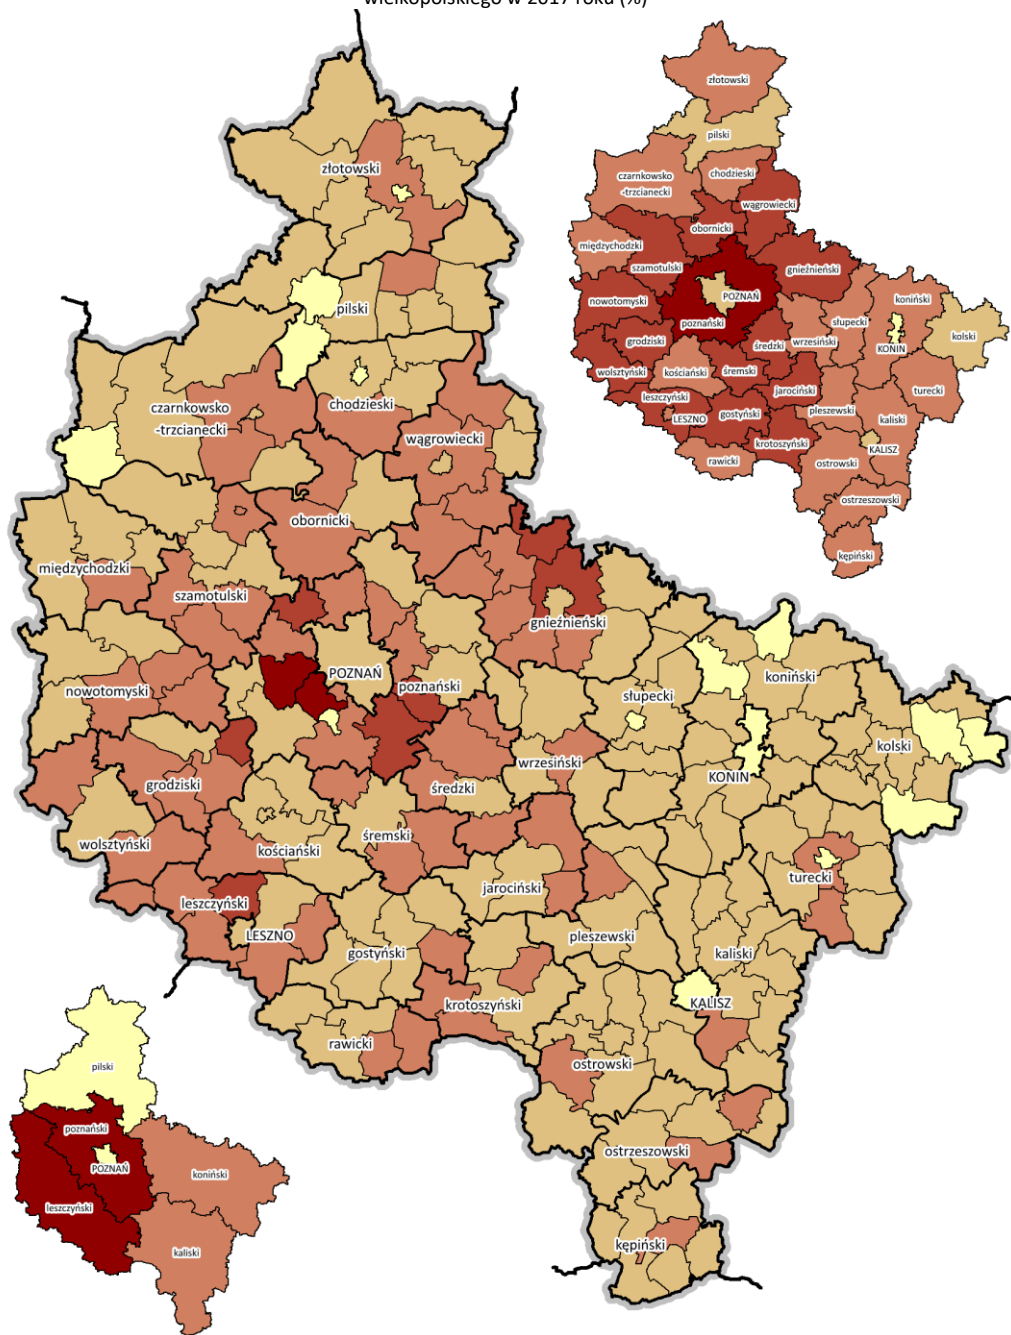 wielkopolskiego w 2017 roku (%)
złotowski
pilski
czarnkowsko
-trzcianecki
chodzieski
wągrowiecki
obornicki
międzychodzki
szamotulski
gnieźnieński
POZNAŃ
poznański
nowotomyski
słupecki
koniński
kolski
KONIN
wrzesiński
grodziski
średzki
wolsztyński
kościański
śremski
turecki
jarociński
leszczyński
LESZNO
gostyński
pleszewski
kaliski
KALISZ
krotoszyński
rawicki
ostrowski
ostrzeszowski
kępiński
złotowski
pilski
czarnkowsko
-trzcianecki
chodzieski
wągrowiecki
obornicki
międzychodzki
szamotulski
gnieźnieński
nowotomyski
POZNAŃ
poznański
koniński
słupecki
kolski
KONIN
grodziski
średzki
wrzesiński
wolsztyński
kościański
śremski
leszczyński
jarociński
turecki
LESZNO
gostyński
pleszewski
kaliski
krotoszyński
KALISZ
rawicki
ostrowski
ostrzeszowski
kępiński
pilski
poznański
POZNAŃ
koniński
leszczyński
kaliski